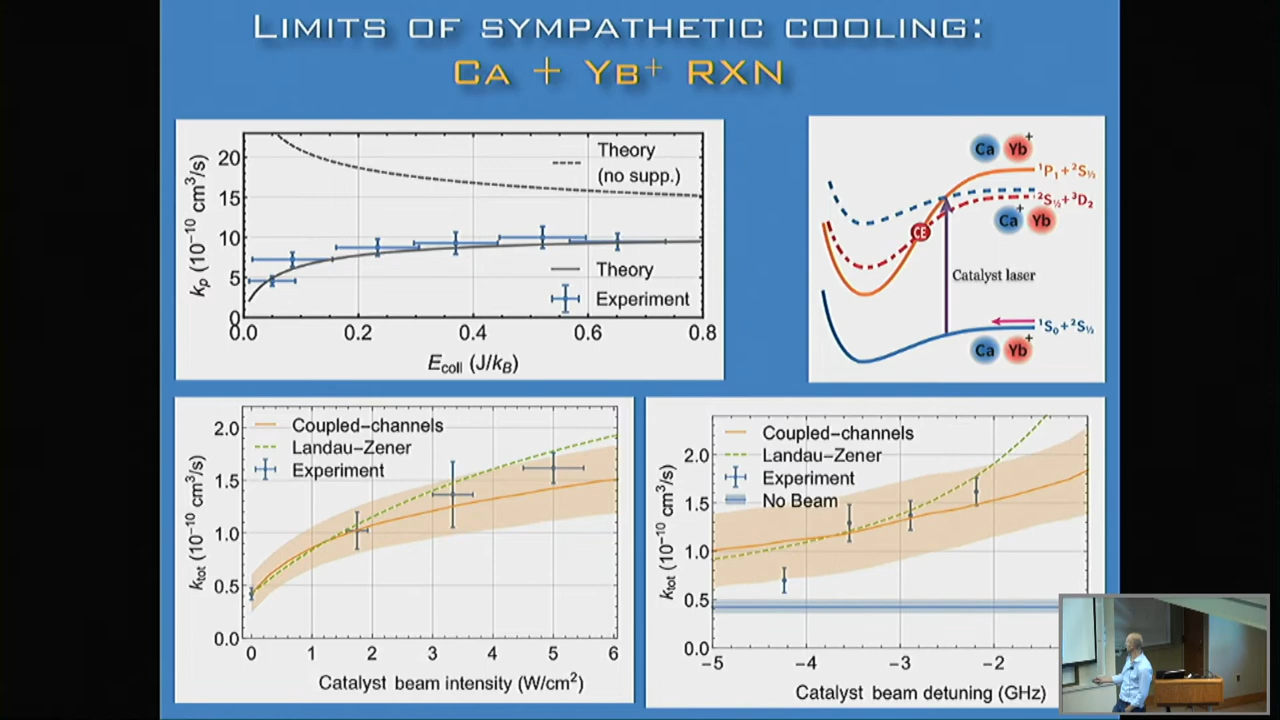 LIMITS OF SYMPATHETIC COOLING:
CA + YB⁺ RXN
20
15
10
5
0
kₚ (10⁻¹⁰ cm³/s)
Theory
(no supp.)
Theory
Experiment
0.0
0.2
0.4
0.6
0.8
E_coll (J/k_B)
Ca Yb⁺
¹P₁+²S½
²S½+³D₂
Ca⁺ Yb
CE
Catalyst laser
¹S₀+²S½
Ca Yb⁺
2.0
1.5
1.0
0.5
0.0
k_tot (10⁻¹⁰ cm³/s)
Coupled-channels
Landau-Zener
Experiment
0 1 2 3 4 5 6
Catalyst beam intensity (W/cm²)
2.0
1.5
1.0
0.5
0.0
k_tot (10⁻¹⁰ cm³/s)
Coupled-channels
Landau-Zener
Experiment
No Beam
-5 -4 -3 -2
Catalyst beam detuning (GHz)